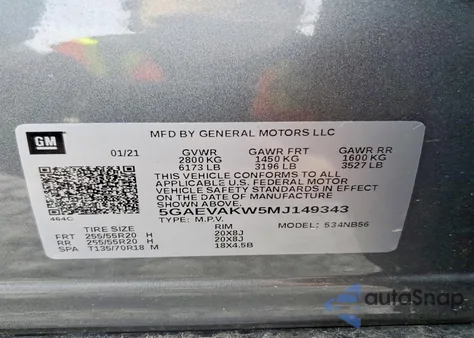 GM
MFD BY GENERAL MOTORS LLC
01/21 GVWR GAWR FRT GAWR RR
2800 KG 1450 KG 1600 KG
6173 LB 3196 LB 3527 LB
THIS VEHICLE CONFORMS TO ALL
APPLICABLE U.S. FEDERAL MOTOR
VEHICLE SAFETY STANDARDS IN EFFECT
ON THE DATE OF MANUFACTURE
SHOWN ABOVE.
5GAEVAKW5MJ149343
464C TYPE: M.P.V. MODEL: 534NB56
TIRE SIZE RIM
FRT 255/55R20 H 20X8J
RR 255/55R20 H 20X8J
SPA T135/70R18 M 18X4.5B
autoSnap